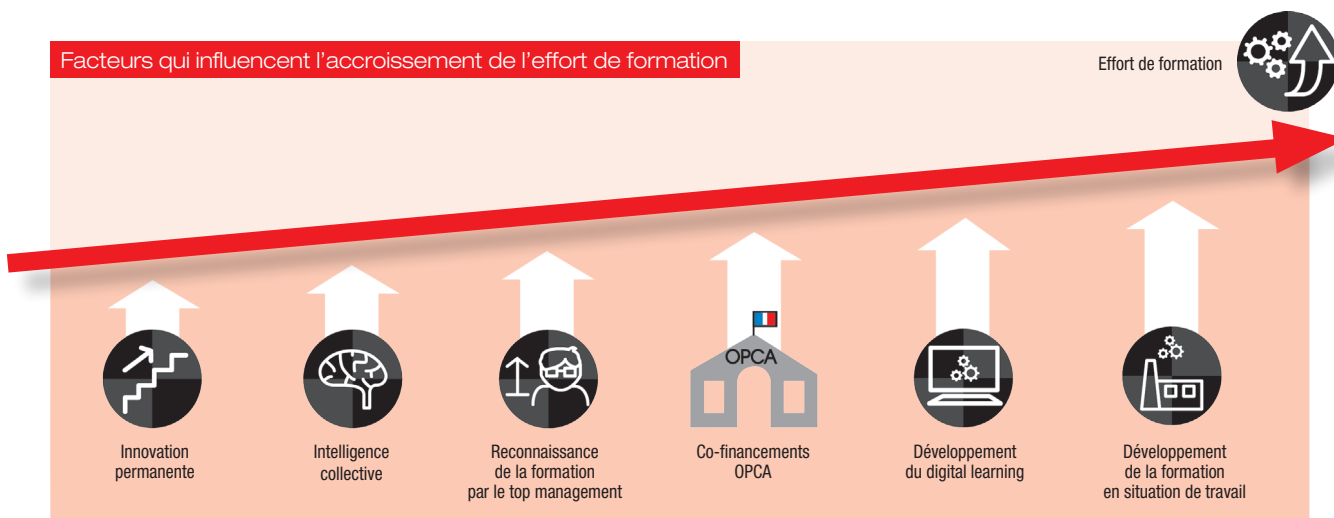 Facteurs qui influencent l'accroissement de l'effort de formation
Effort de formation
OPCA
Innovation
permanente
Intelligence
collective
Reconnaissance
de la formation
par le top management
Co-financements
OPCA
Développement
du digital learning
Développement
de la formation
en situation de travail